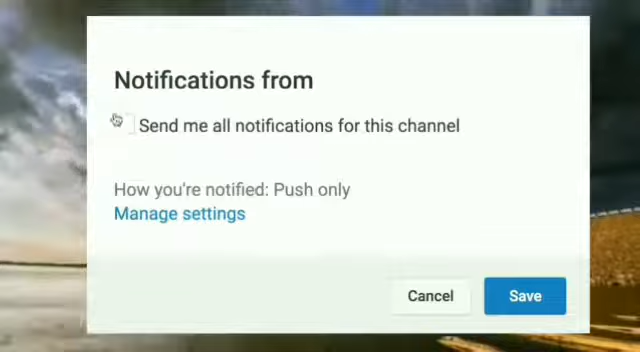 Notifications from
Send me all notifications for this channel
How you're notified: Push only
Manage settings
Cancel
Save